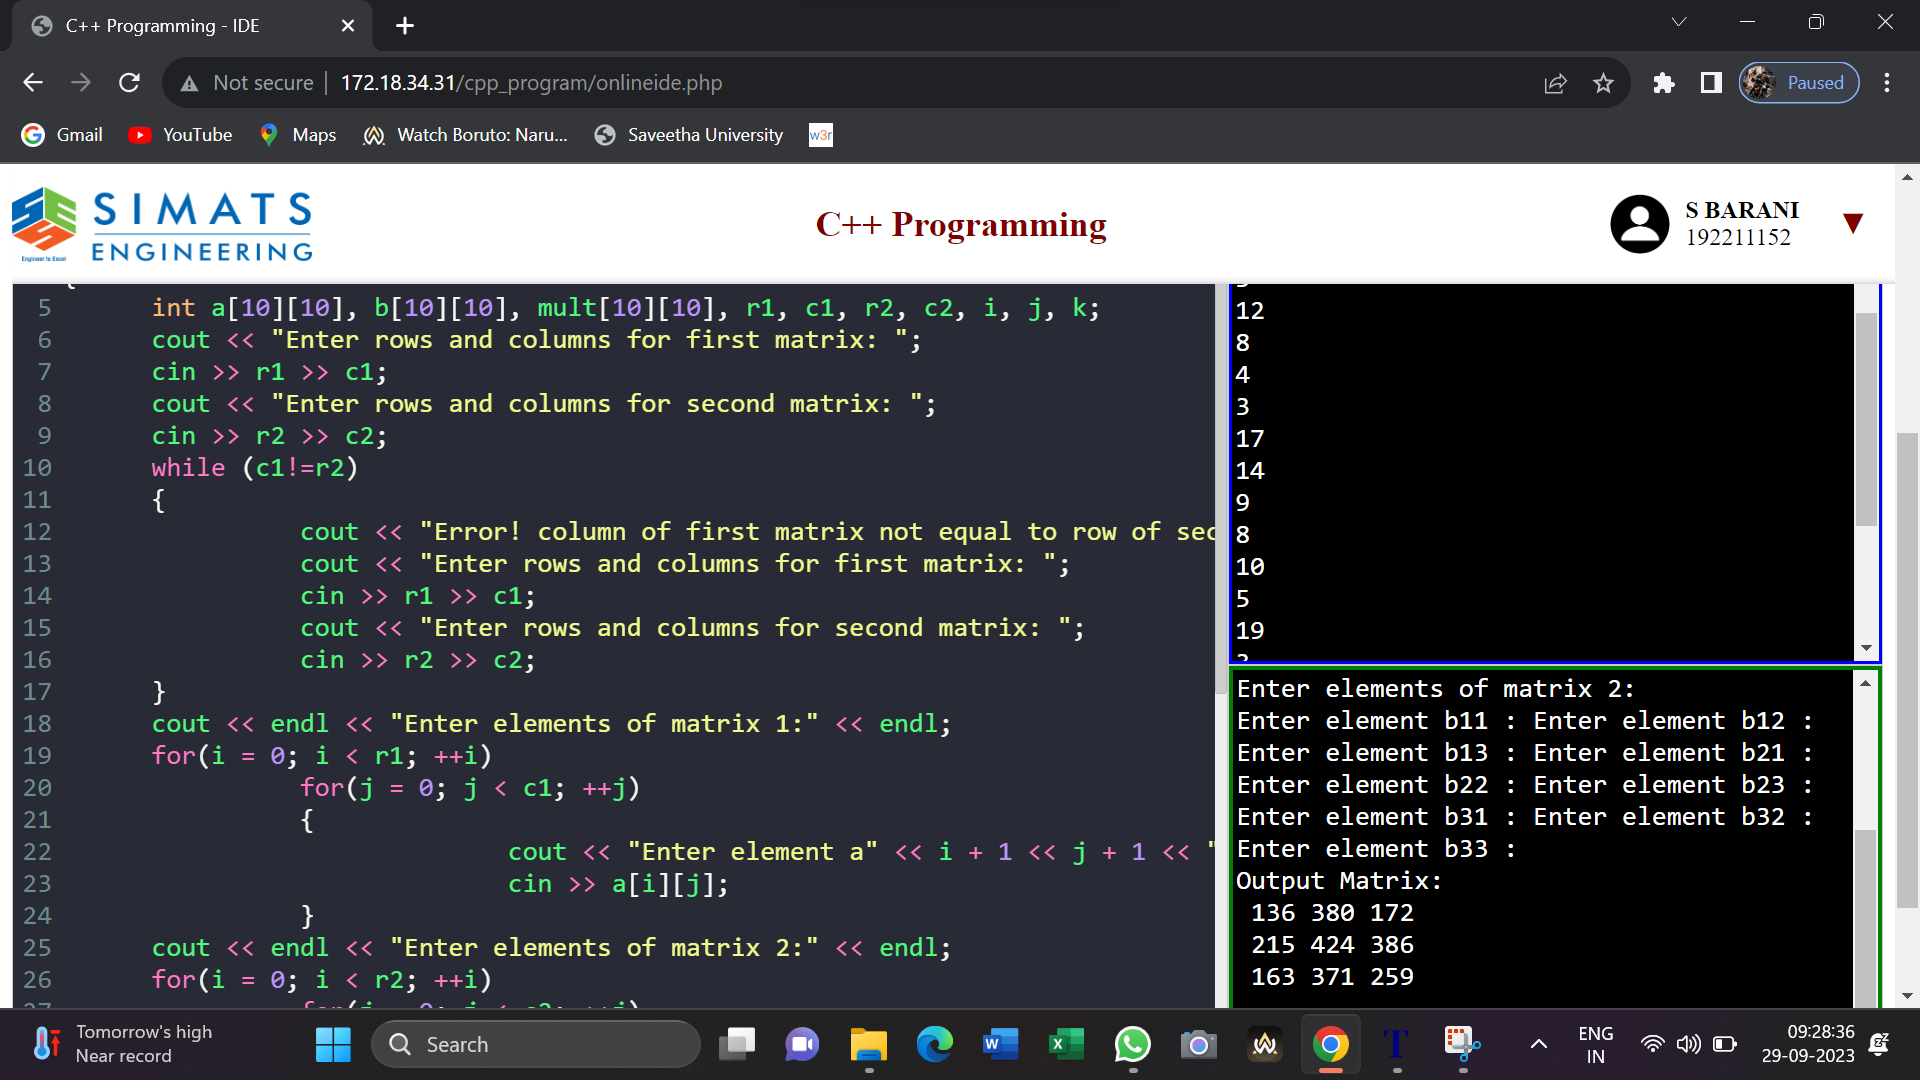 C++ Programming - IDE
Not secure | 172.18.34.31/cpp_program/onlineide.php
Paused
Gmail
YouTube
Maps
Watch Boruto: Naru...
Saveetha University
w3r
SIMATS
ENGINEERING
Engineer to Excel
C++ Programming
S BARANI
192211152
5 int a[10][10], b[10][10], mult[10][10], r1, c1, r2, c2, i, j, k;
6 cout << "Enter rows and columns for first matrix: ";
7 cin >> r1 >> c1;
8 cout << "Enter rows and columns for second matrix: ";
9 cin >> r2 >> c2;
10 while (c1!=r2)
11 {
12 cout << "Error! column of first matrix not equal to row of sec
13 cout << "Enter rows and columns for first matrix: ";
14 cin >> r1 >> c1;
15 cout << "Enter rows and columns for second matrix: ";
16 cin >> r2 >> c2;
17 }
18 cout << endl << "Enter elements of matrix 1:" << endl;
19 for(i = 0; i < r1; ++i)
20 for(j = 0; j < c1; ++j)
21 {
22 cout << "Enter element a" << i + 1 << j + 1 << "
23 cin >> a[i][j];
24 }
25 cout << endl << "Enter elements of matrix 2:" << endl;
26 for(i = 0; i < r2; ++i)
12
8
4
3
17
14
9
8
10
5
19
Enter elements of matrix 2:
Enter element b11 : Enter element b12 :
Enter element b13 : Enter element b21 :
Enter element b22 : Enter element b23 :
Enter element b31 : Enter element b32 :
Enter element b33 :
Output Matrix:
136 380 172
215 424 386
163 371 259
Tomorrow's high
Near record
Search
ENG
IN
09:28:36
29-09-2023